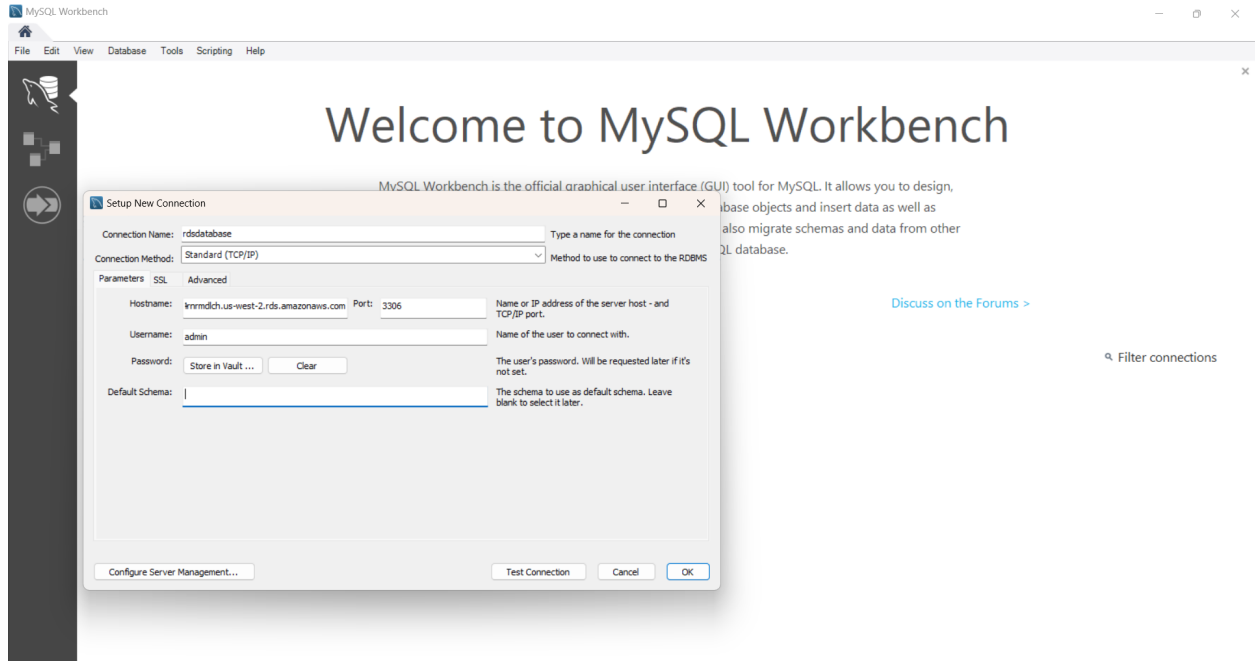 MySQL Workbench
File Edit View Database Tools Scripting Help
Welcome to MySQL Workbench
MySQL Workbench is the official graphical user interface (GUI) tool for MySQL. It allows you to design,
abase objects and insert data as well as
also migrate schemas and data from other
QL database.
Discuss on the Forums >
Filter connections
Setup New Connection
Connection Name: rdsdatabase Type a name for the connection
Connection Method: Standard (TCP/IP) Method to use to connect to the RDBMS
Parameters SSL Advanced
Hostname: rnrmdlch.us-west-2.rds.amazonaws.com Port: 3306 Name or IP address of the server host - and
TCP/IP port.
Username: admin Name of the user to connect with.
Password: Store in Vault ... Clear The user's password. Will be requested later if it's
not set.
Default Schema: The schema to use as default schema. Leave
blank to select it later.
Configure Server Management... Test Connection Cancel OK